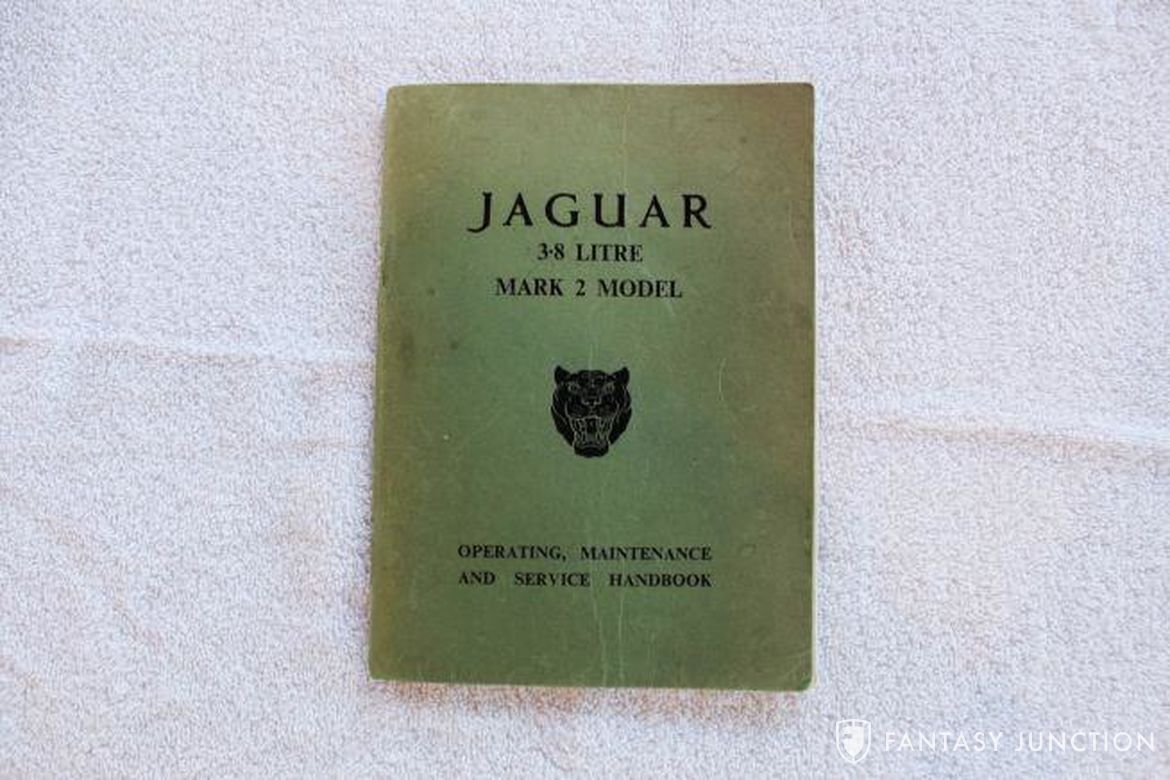 JAGUAR
3·8 LITRE
MARK 2 MODEL
OPERATING, MAINTENANCE
AND SERVICE HANDBOOK
FANTASY JUNCTION